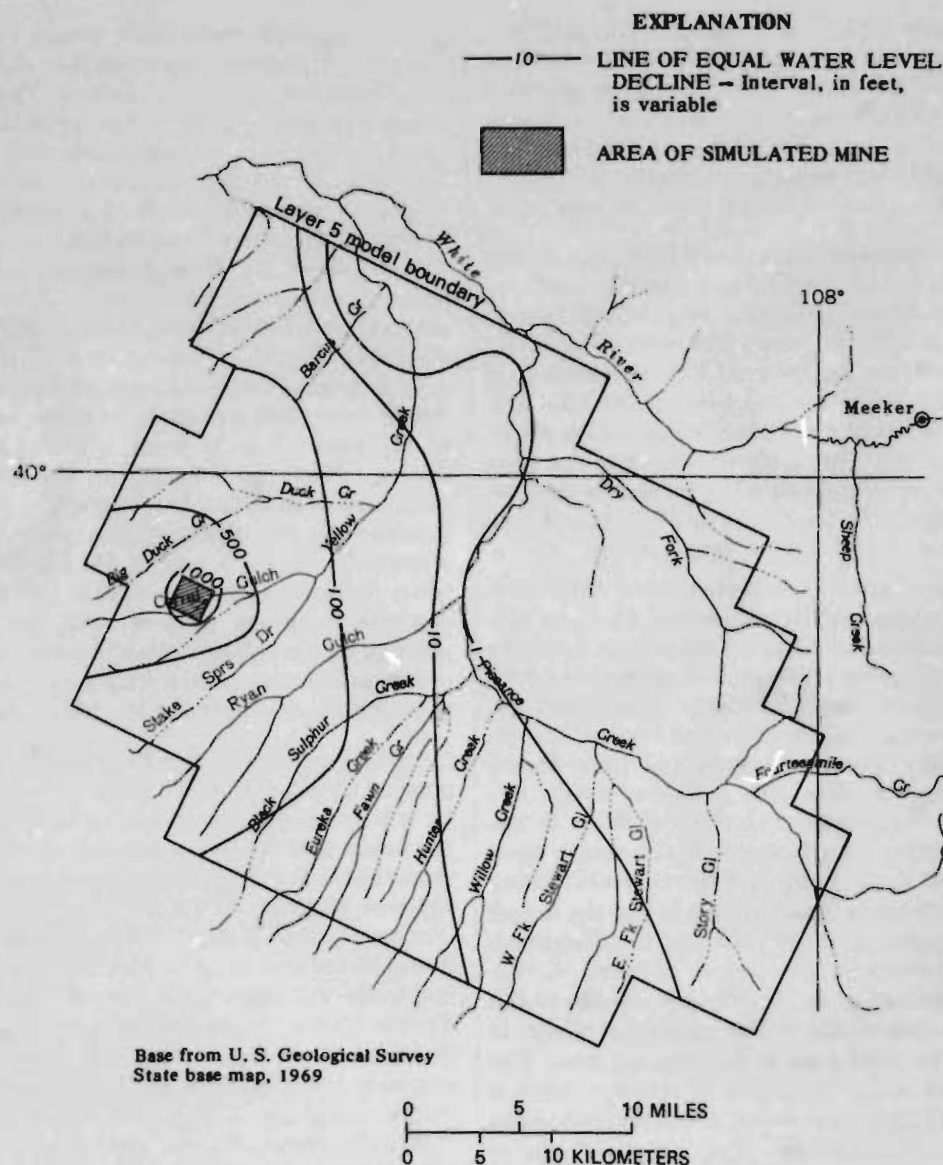 EXPLANATION
10 LINE OF EQUAL WATER LEVEL
DECLINE – Interval, in feet,
is variable
AREA OF SIMULATED MINE
Layer 5 model boundary
White
River
108°
Meeker
Barcus Cr
Creek
40°
Duck Cr
Dry
Fork
Sheep
Creek
Big Duck Cr
500
Yellow
1000
Corral Gulch
100
Stake Sprs Dr
Gulch
Ryan
10
1
Piceance
Creek
Black Sulphur Creek
Eureka Creek
Fawn Cr
Hunter Creek
Willow Creek
W Fk Stewart Gl
E Fk Stewart Gl
Story Gl
Fourteenmile
Cr
Base from U. S. Geological Survey
State base map, 1969
0 5 10 MILES
0 5 10 KILOMETERS